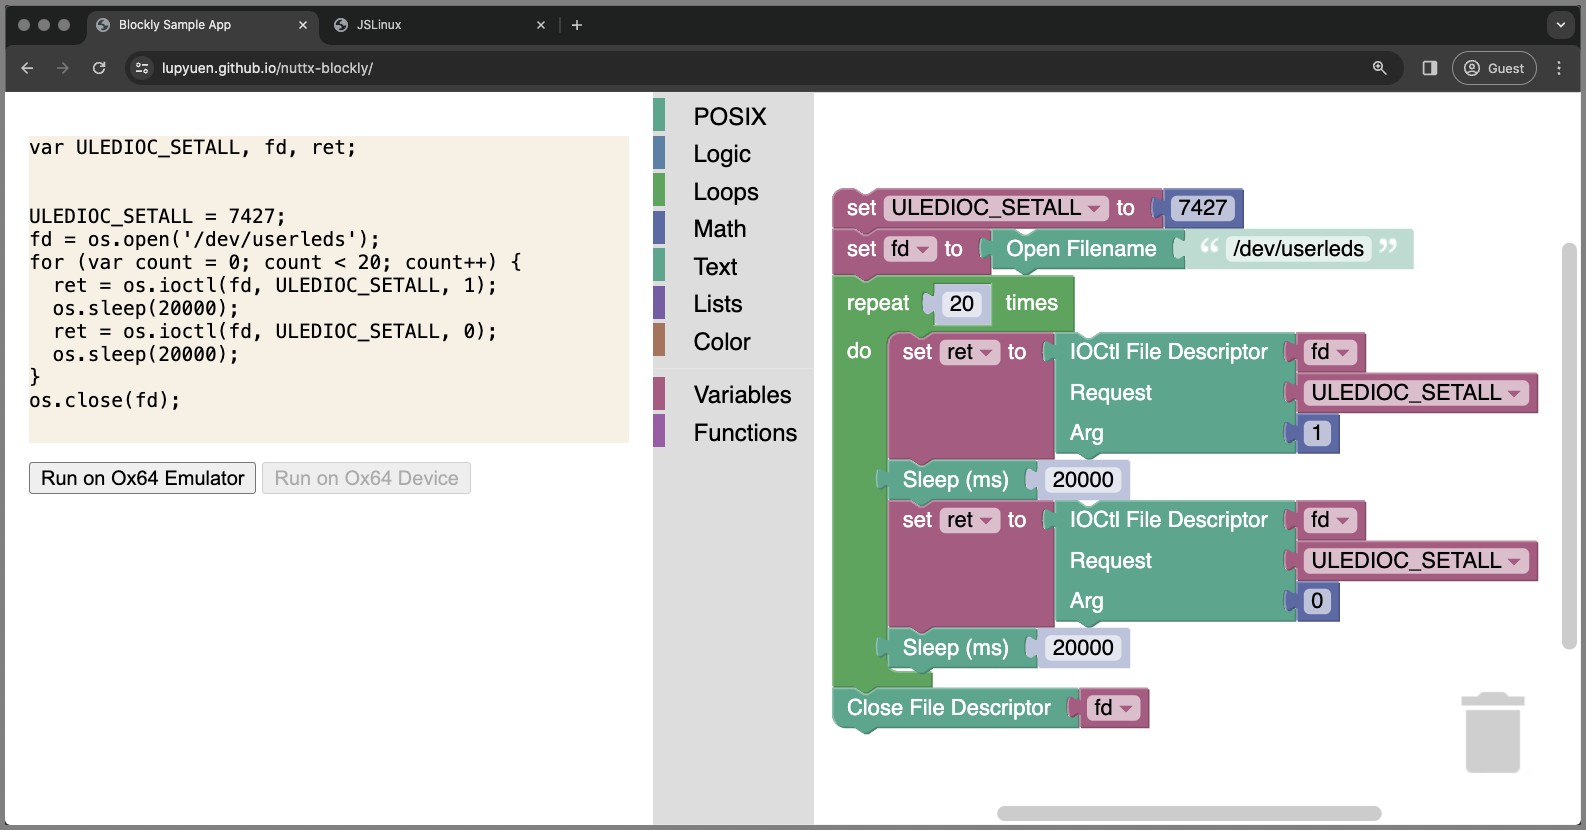 Blockly Sample App
JSLinux
lupyuen.github.io/nuttx-blockly/
Guest
var ULEDIOC_SETALL, fd, ret;
ULEDIOC_SETALL = 7427;
fd = os.open('/dev/userleds');
for (var count = 0; count < 20; count++) {
  ret = os.ioctl(fd, ULEDIOC_SETALL, 1);
  os.sleep(20000);
  ret = os.ioctl(fd, ULEDIOC_SETALL, 0);
  os.sleep(20000);
}
os.close(fd);
Run on Ox64 Emulator
Run on Ox64 Device
POSIX
Logic
Loops
Math
Text
Lists
Color
Variables
Functions
set ULEDIOC_SETALL to 7427
set fd to Open Filename “ /dev/userleds ”
repeat 20 times
do set ret to IOCtl File Descriptor fd
Request ULEDIOC_SETALL
Arg 1
Sleep (ms) 20000
set ret to IOCtl File Descriptor fd
Request ULEDIOC_SETALL
Arg 0
Sleep (ms) 20000
Close File Descriptor fd